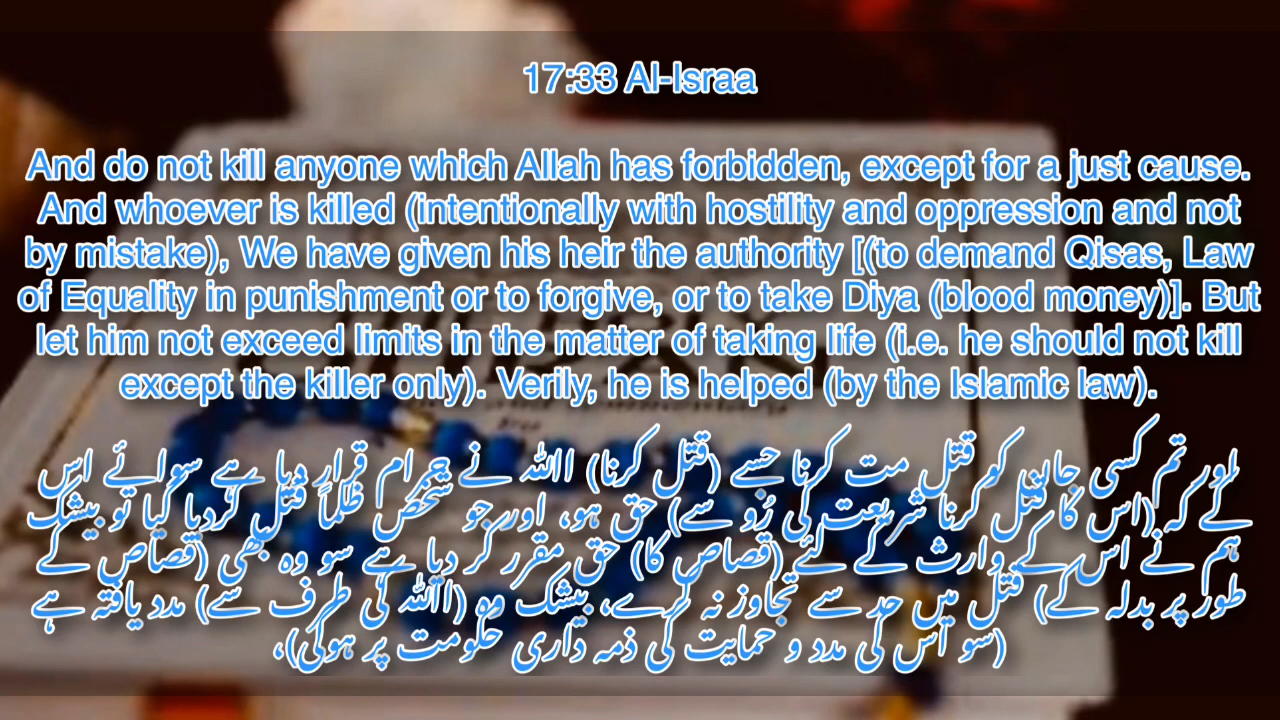 17:33 Al-Israa
And do not kill anyone which Allah has forbidden, except for a just cause.
And whoever is killed (intentionally with hostility and oppression and not
by mistake), We have given his heir the authority [(to demand Qisas, Law
of Equality in punishment or to forgive, or to take Diya (blood money)]. But
let him not exceed limits in the matter of taking life (i.e. he should not kill
except the killer only). Verily, he is helped (by the Islamic law).
اور تم کسی جان کو قتل مت کرنا جسے (قتل کرنا) اﷲ نے حرام قرار دیا ہے سوائے اس
کے کہ (اس کا قتل کرنا شریعت کی رُو سے) حق ہو، اور جو شخص ظلماً قتل کردیا گیا تو بیشک
ہم نے اس کے وارث کے لئے (قصاص کا) حق مقرر کر دیا ہے سو وہ بھی (قصاص کے
طور پر بدلہ کے) قتل میں حد سے تجاوز نہ کرے، بیشک وہ (اﷲ کی طرف سے) مدد یافتہ ہے
(سو اس کی مدد و حمایت کی ذمہ داری حکومت پر ہوگی)،